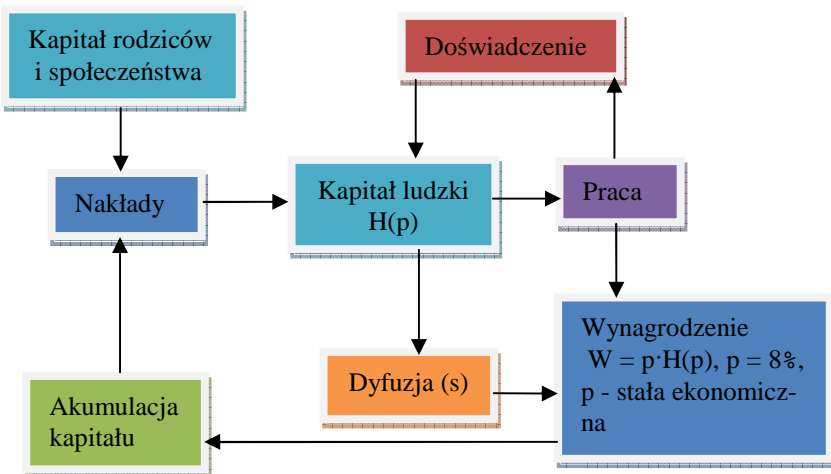 Kapitał rodziców
i społeczeństwa
Doświadczenie
Nakłady
Kapitał ludzki
H(p)
Praca
Wynagrodzenie
W = p·H(p), p = 8%,
p - stała ekonomicz-
na
Dyfuzja (s)
Akumulacja
kapitału